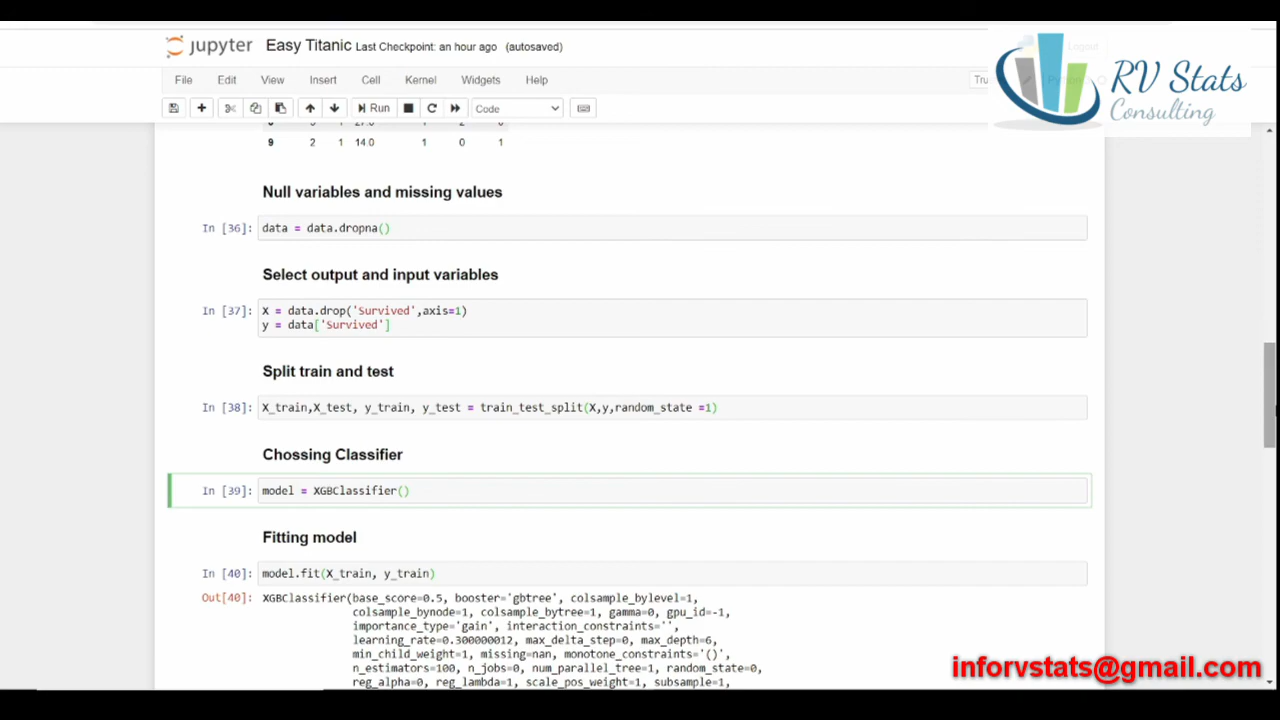 jupyter Easy Titanic Last Checkpoint: an hour ago (autosaved)
Logout
File Edit View Insert Cell Kernel Widgets Help
Run Code
RV Stats
Consulting
9 2 1 14.0 1 0 1
Null variables and missing values
In [36]: data = data.dropna()
Select output and input variables
In [37]: X = data.drop('Survived',axis=1)
y = data['Survived']
Split train and test
In [38]: X_train,X_test, y_train, y_test = train_test_split(X,y,random_state =1)
Chossing Classifier
In [39]: model = XGBClassifier()
Fitting model
In [40]: model.fit(X_train, y_train)
Out[40]: XGBClassifier(base_score=0.5, booster='gbtree', colsample_bylevel=1,
colsample_bynode=1, colsample_bytree=1, gamma=0, gpu_id=-1,
importance_type='gain', interaction_constraints='',
learning_rate=0.300000012, max_delta_step=0, max_depth=6,
min_child_weight=1, missing=nan, monotone_constraints='()',
n_estimators=100, n_jobs=0, num_parallel_tree=1, random_state=0,
reg_alpha=0, reg_lambda=1, scale_pos_weight=1, subsample=1,
inforvstats@gmail.com